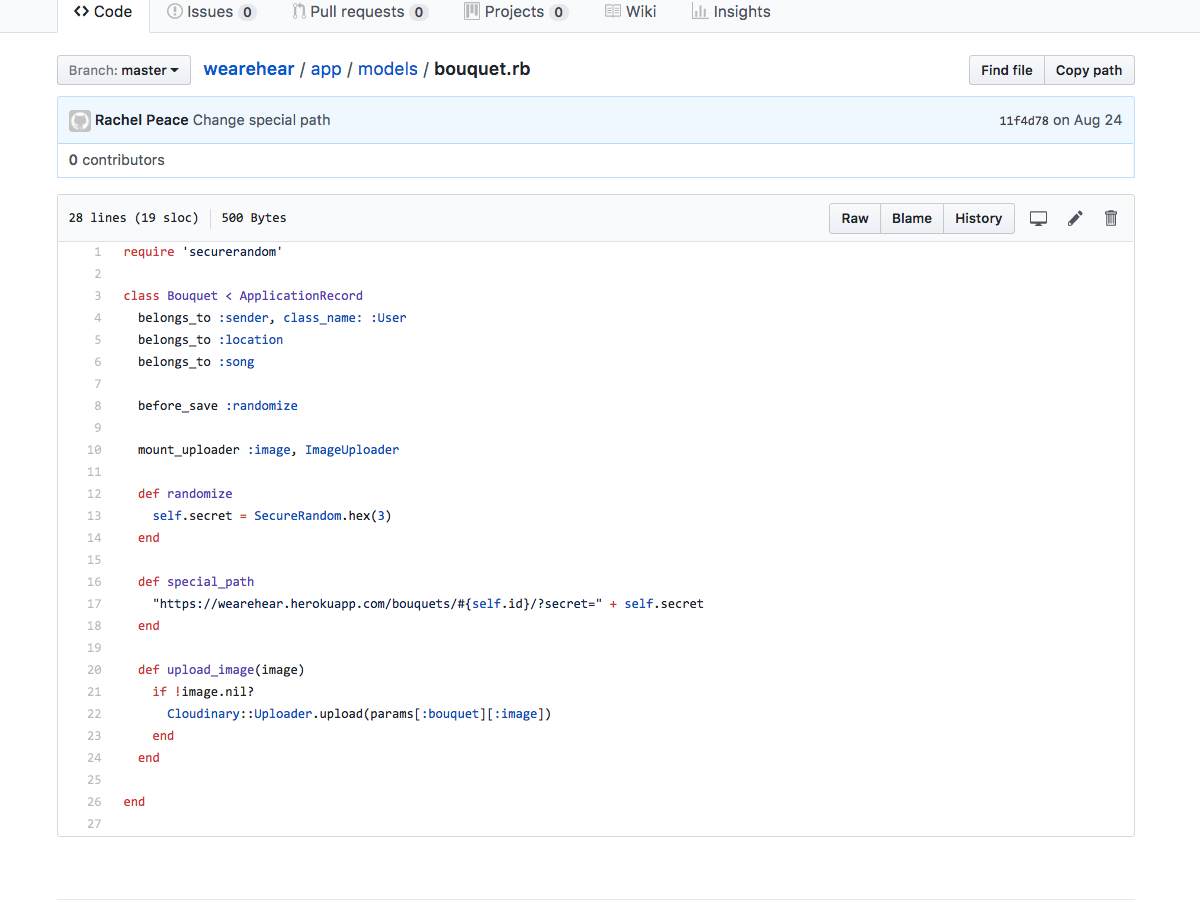 Code Issues 0 Pull requests 0 Projects 0 Wiki Insights
Branch: master wearehear / app / models / bouquet.rb Find file Copy path
Rachel Peace Change special path 11f4d78 on Aug 24
0 contributors
28 lines (19 sloc) 500 Bytes Raw Blame History
1 require 'securerandom'
2
3 class Bouquet < ApplicationRecord
4 belongs_to :sender, class_name: :User
5 belongs_to :location
6 belongs_to :song
7
8 before_save :randomize
9
10 mount_uploader :image, ImageUploader
11
12 def randomize
13 self.secret = SecureRandom.hex(3)
14 end
15
16 def special_path
17 "https://wearehear.herokuapp.com/bouquets/#{self.id}/?secret=" + self.secret
18 end
19
20 def upload_image(image)
21 if !image.nil?
22 Cloudinary::Uploader.upload(params[:bouquet][:image])
23 end
24 end
25
26 end
27